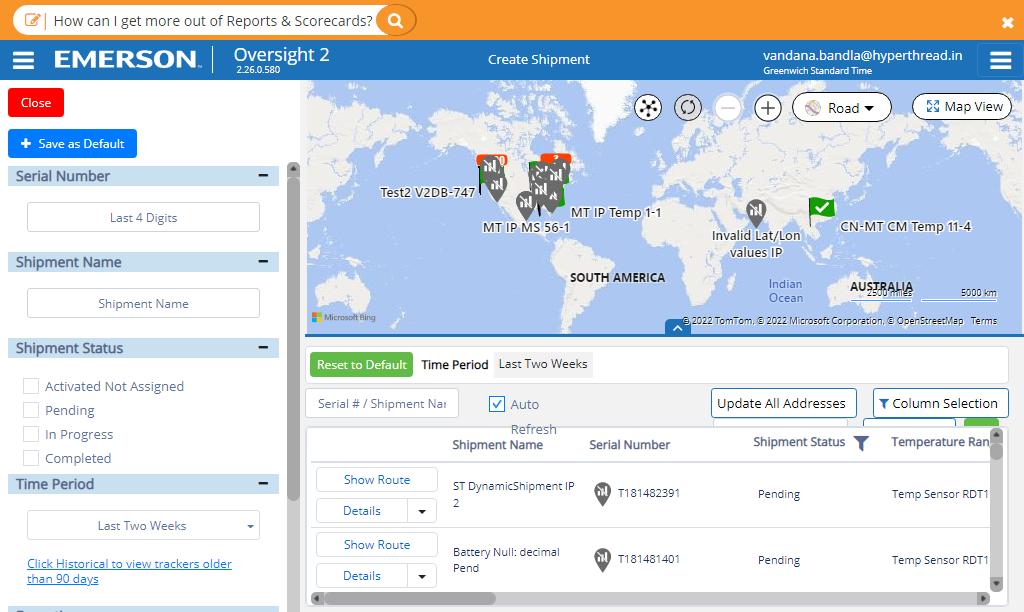 How can I get more out of Reports & Scorecards?
EMERSON
Oversight 2
2.26.0.580
Create Shipment
vandana.bandla@hyperthread.in
Greenwich Standard Time
Close
Save as Default
Serial Number
Last 4 Digits
Shipment Name
Shipment Name
Shipment Status
Activated Not Assigned
Pending
In Progress
Completed
Time Period
Last Two Weeks
Click Historical to view trackers older
than 90 days
Road
Map View
Test2 V2DB-747
MT IP Temp 1-1
MT IP MS 56-1
CN-MT CM Temp 11-4
Invalid Lat/Lon
values IP
SOUTH AMERICA
Indian
Ocean
AUSTRALIA
2500 miles
5000 km
Microsoft Bing
© 2022 TomTom, © 2022 Microsoft Corporation, © OpenStreetMap Terms
Reset to Default
Time Period
Last Two Weeks
Serial # / Shipment Nar
Auto
Refresh
Update All Addresses
Column Selection
Shipment Name
Serial Number
Shipment Status
Temperature Ran
Show Route
Details
ST DynamicShipment IP
2
T181482391
Pending
Temp Sensor RDT1
Show Route
Details
Battery Null: decimal
Pend
T181481401
Pending
Temp Sensor RDT1